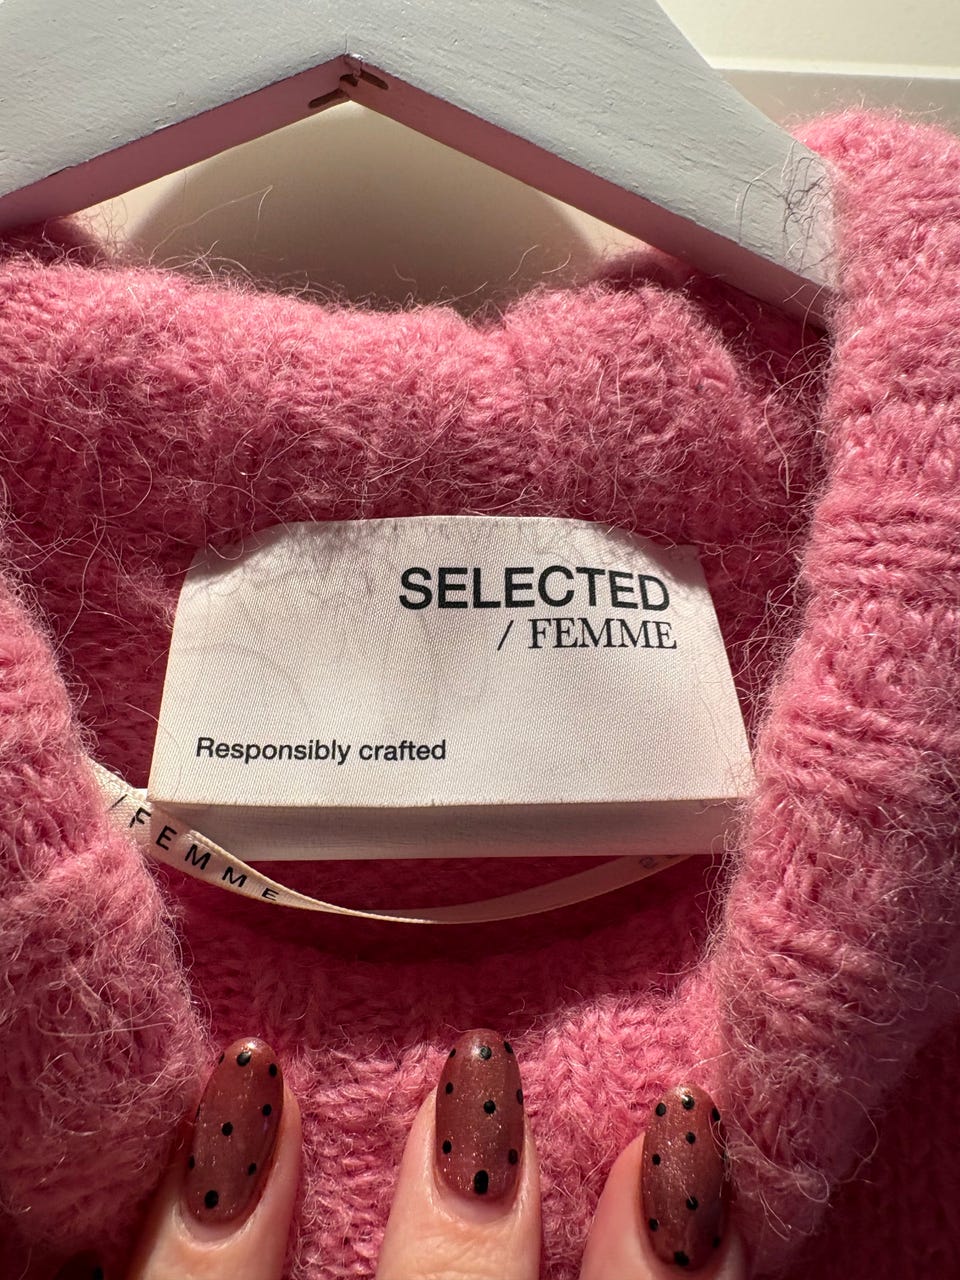 SELECTED
/ FEMME
Responsibly crafted
/ FEMME